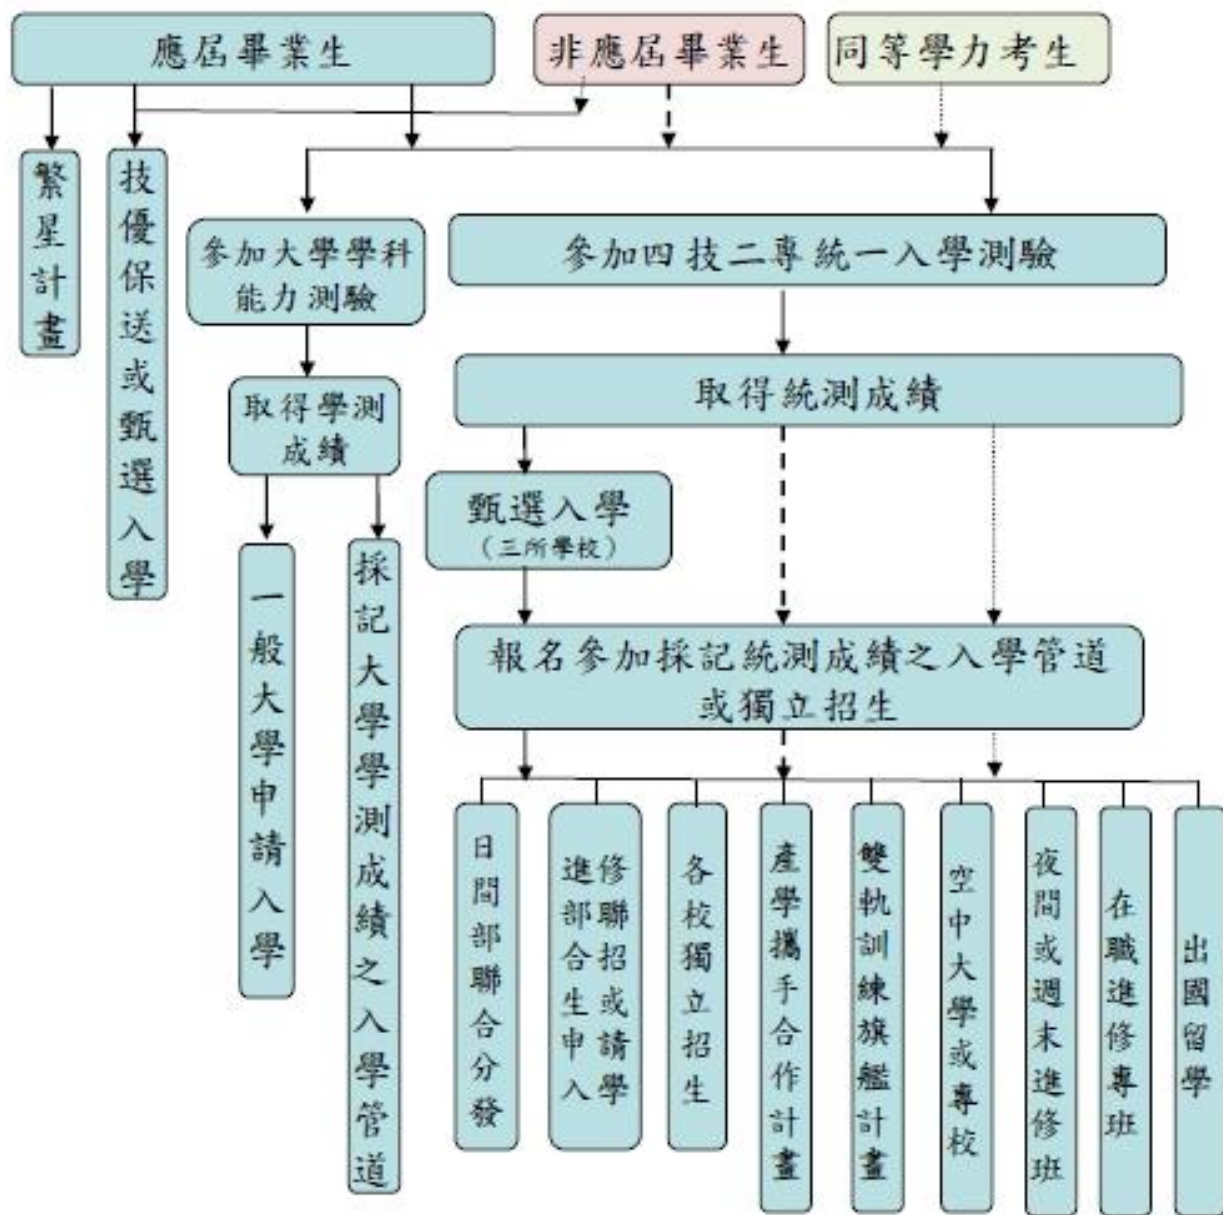 應屆畢業生
非應屆畢業生
同等學力考生
繁星計畫
技優保送或甄選入學
參加大學學科
能力測驗
參加四技二專統一入學測驗
取得學測
成績
取得統測成績
甄選入學
（三所學校）
一般大學申請入學
採記大學學測成績之入學管道
報名參加採記統測成績之入學管道
或獨立招生
日間部聯合分發
進修
部聯
合招
生或
申請
入學
各校獨立招生
產學攜手合作計畫
雙軌訓練旗艦計畫
空中大學或專校
夜間或週末進修班
在職進修專班
出國留學